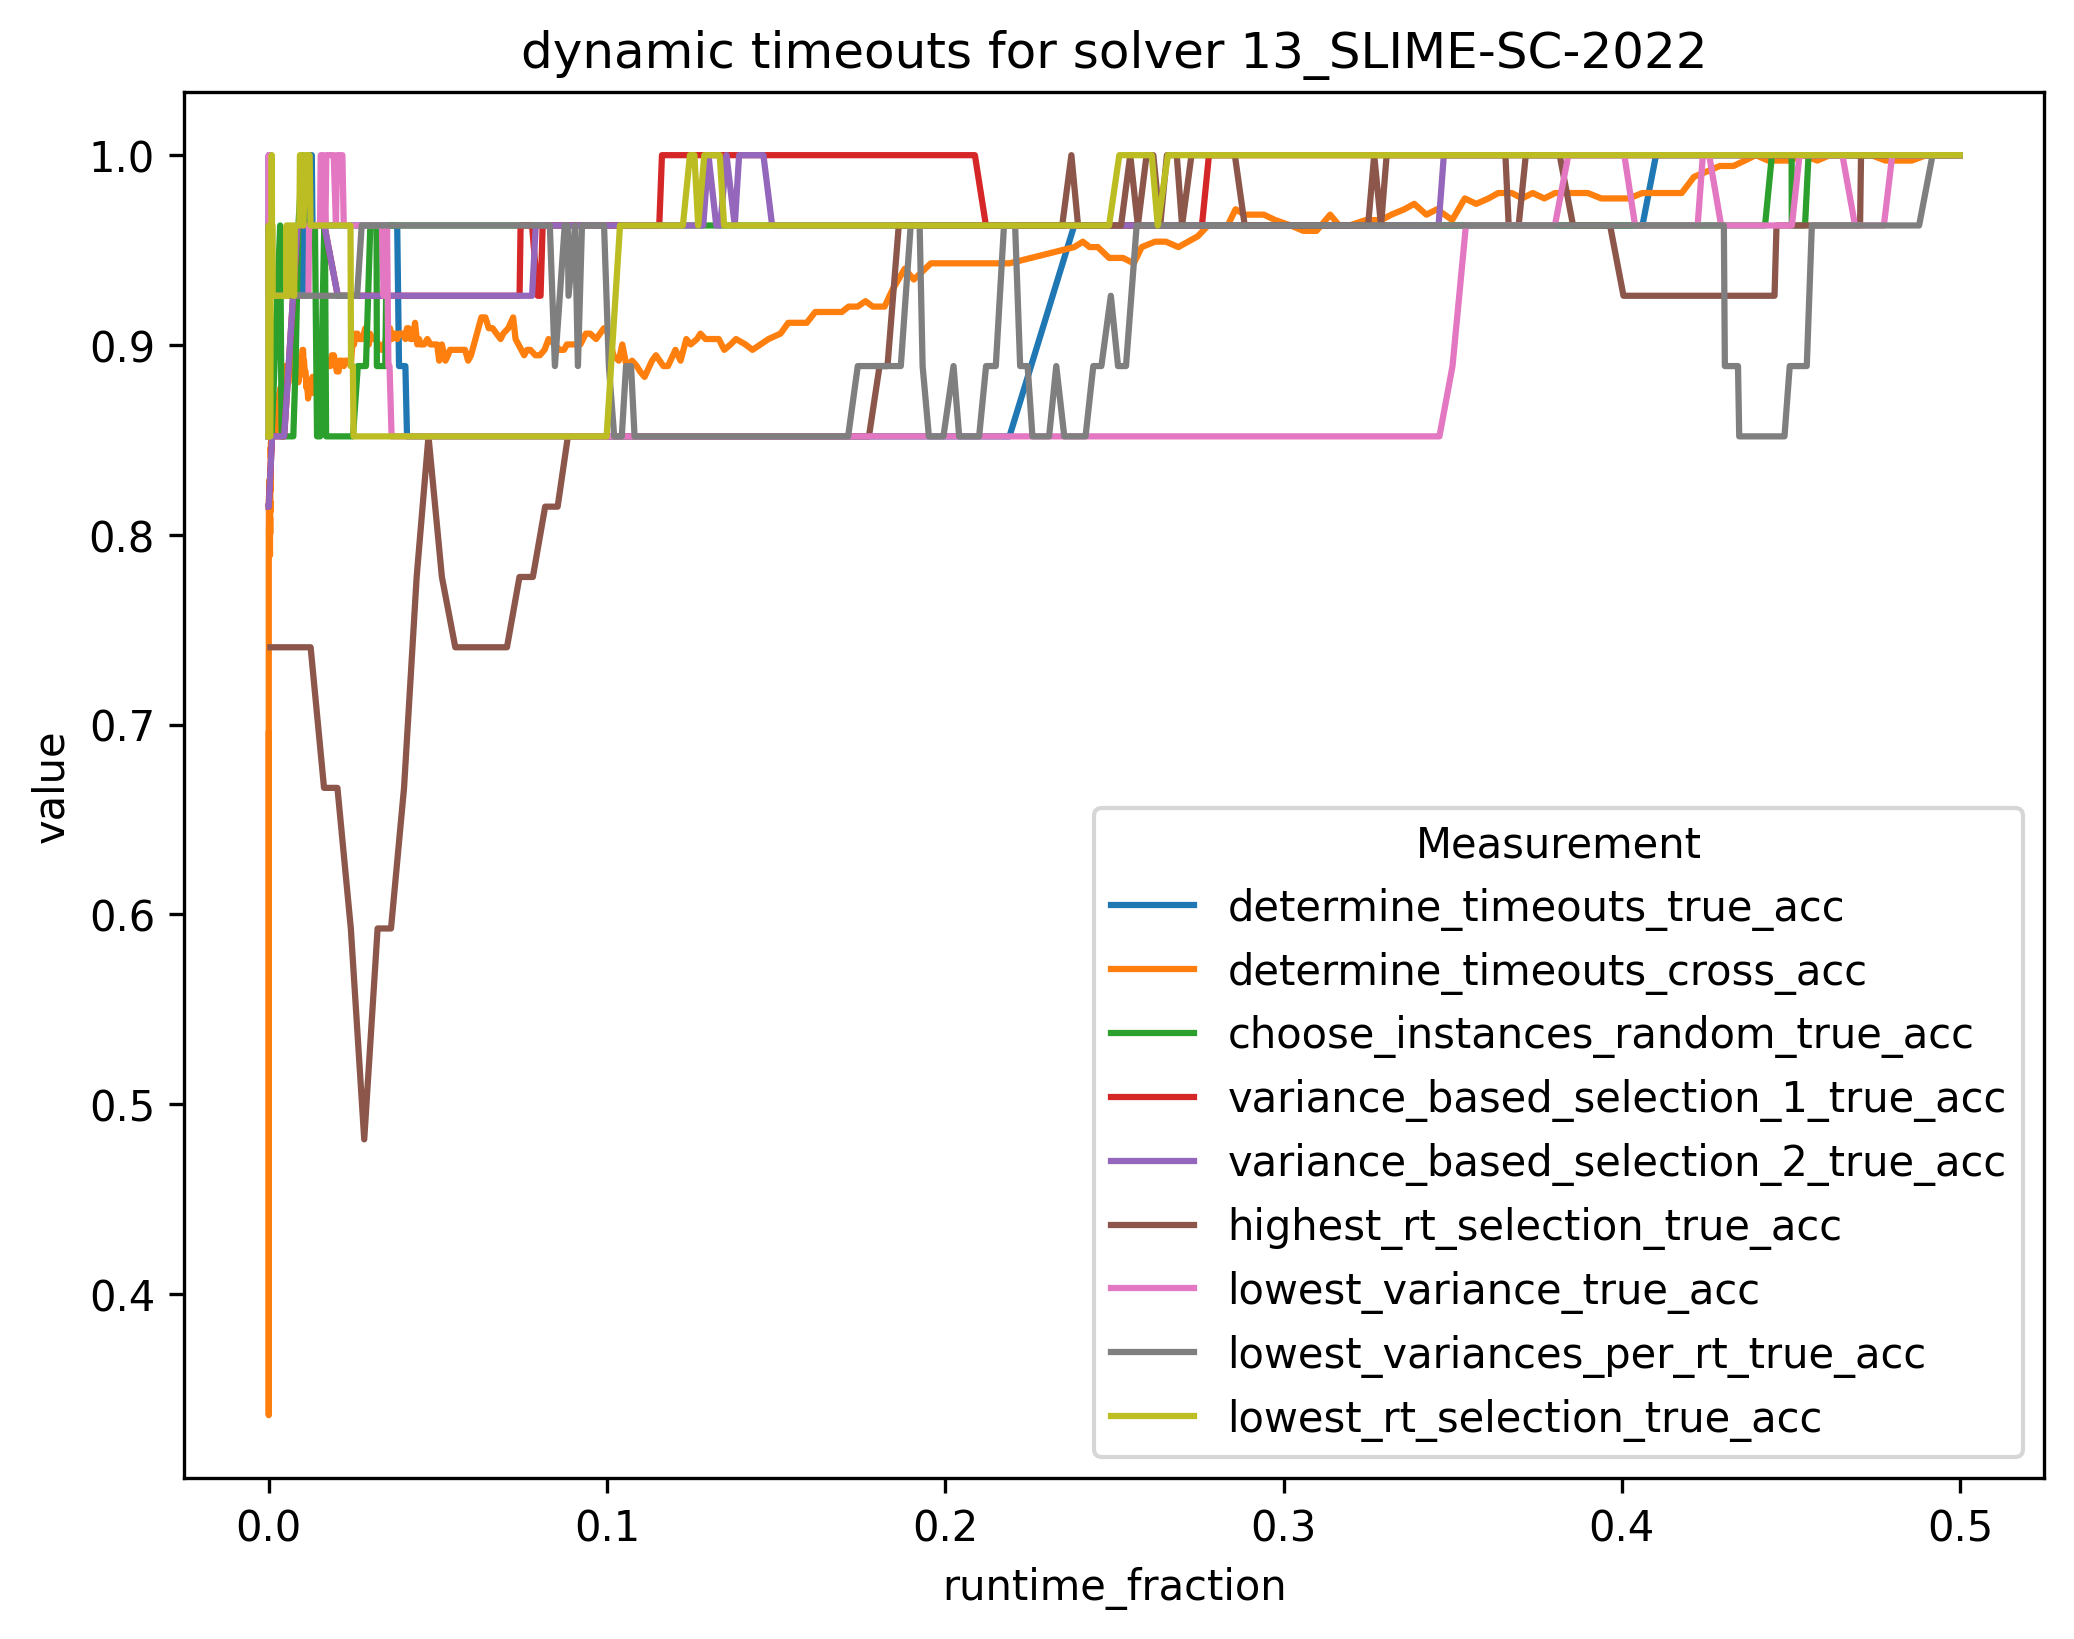 dynamic timeouts for solver 13_SLIME-SC-2022
1.0
0.9
0.8
0.7
0.6
0.5
0.4
value
Measurement
determine_timeouts_true_acc
determine_timeouts_cross_acc
choose_instances_random_true_acc
variance_based_selection_1_true_acc
variance_based_selection_2_true_acc
highest_rt_selection_true_acc
lowest_variance_true_acc
lowest_variances_per_rt_true_acc
lowest_rt_selection_true_acc
0.0 0.1 0.2 0.3 0.4 0.5
runtime_fraction